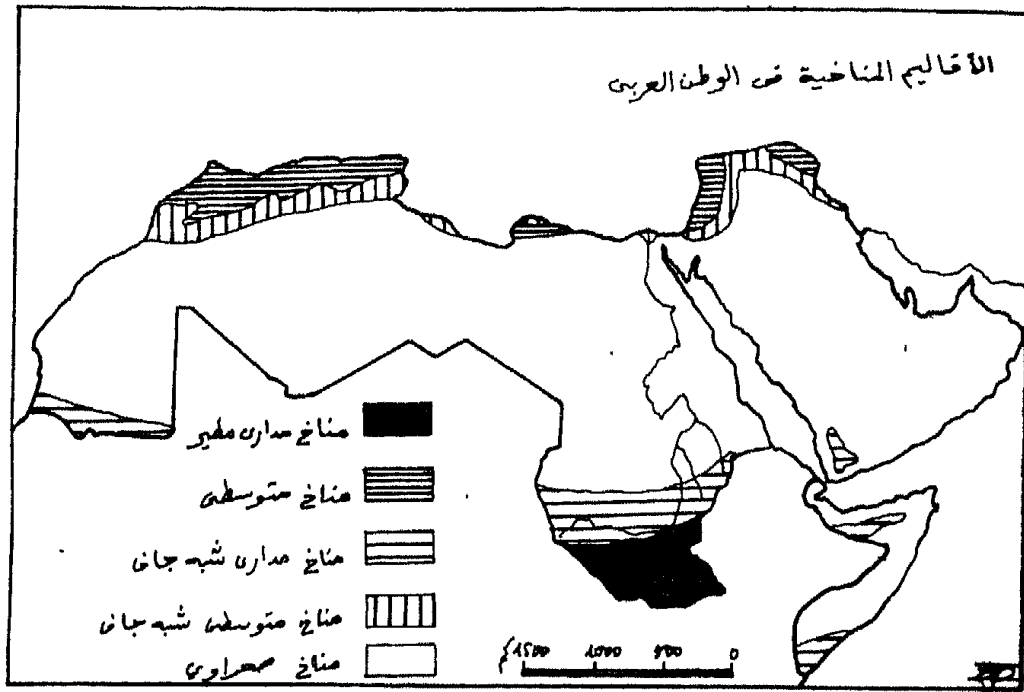 الأقاليم المناخية في الوطن العربي
مناخ مداري مطير
مناخ متوسطي
مناخ مداري شبه جاف
مناخ متوسطي شبه جاف
مناخ صحراوي
1500 1000 500 0